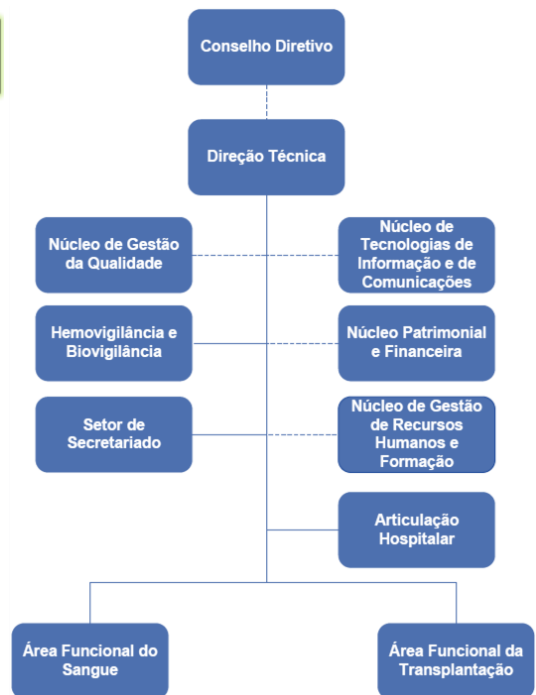 Conselho Diretivo
Direção Técnica
Núcleo de Gestão
da Qualidade
Núcleo de
Tecnologias de
Informação e de
Comunicações
Hemovigilância e
Biovigilância
Núcleo Patrimonial
e Financeira
Setor de
Secretariado
Núcleo de Gestão
de Recursos
Humanos e
Formação
Articulação
Hospitalar
Área Funcional do
Sangue
Área Funcional da
Transplantação